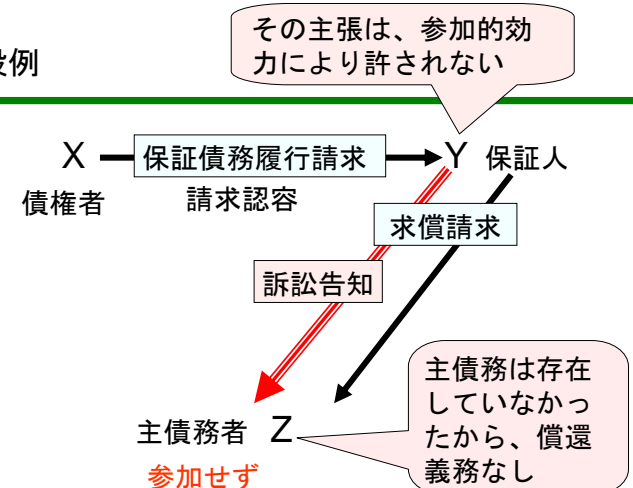 設例
その主張は、参加的効
力により許されない
X
保証債務履行請求
Y
保証人
債権者
請求認容
求償請求
訴訟告知
主債務は存在
していなかっ
たから、償還
義務なし
主債務者
Z
参加せず